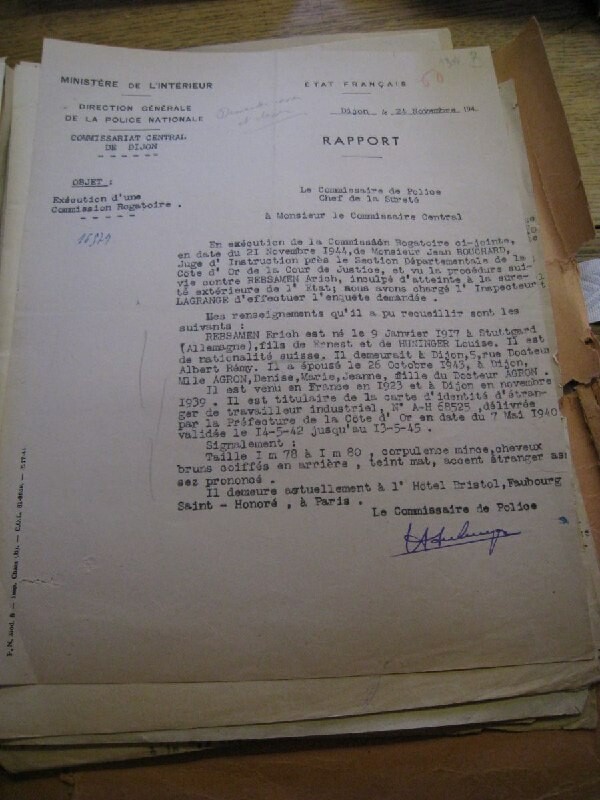 MINISTÈRE DE L'INTÉRIEUR
DIRECTION GÉNÉRALE
DE LA POLICE NATIONALE
COMMISSARIAT CENTRAL
DE DIJON
OBJET :
Exécution d'une
Commission Rogatoire .
ÉTAT FRANÇAIS
Dijon le 24 Novembre 194
RAPPORT
Le Commissaire de Police
Chef de la Sûreté
à Monsieur le Commissaire Central
En exécution de la Commission Rogatoire ci-jointe,
en date du 21 Novembre 1944, de Monsieur Jean
Juge d' Instruction près le Section Départementale de la
Côte d' Or de la Cour de Justice, et vu la procédure sui-
vie contre REBSAMEN Erich, inculpé d'atteinte à la sure-
té extérieure de l' Etat; nous avons chargé l' Inspecteur
LAGRANGE d'effectuer l'enquête demandée .
Les renseignements qu'il a pu recueillir sont les
suivants :
REBSAMEN Erich est né le 9 Janvier 1917 à Stuttgard
(Allemagne), fils de Ernest et de HUNINGER Louise. Il est
de nationalité suisse. Il demeurait à Dijon,5, rue Docteur
Albert Rémy. Il a épousé le 26 Octobre 1943, à Dijon,
Mlle AGRON, Denise, Marie, Jeanne, fille du Docteur AGRON .
Il est venu en France en 1923 et à Dijon en novembre
1939 . Il est titulaire de la carte d'identité d'étran-
ger de travailleur industriel, N° A-H 68525 , délivrée
par la Préfecture de la Côte d' Or en date du 7 Mai 1940
validée le 14-5-42 jusqu'au 13-5-45 .
Signalement :
Taille I m 78 à I m 80 , corpulence mince, cheveux
bruns coiffés en arrière , teint mat, accent étranger as
sez prononcé .
Il demeure actuellement à l' Hôtel Bristol, Faubourg
Saint - Honoré , à Paris .
Le Commissaire de Police